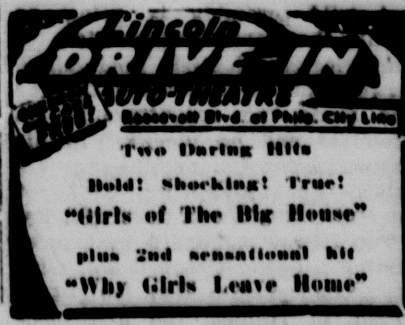 Lincoln
DRIVE-IN
AUTO-THEATRE
FREE!
Roosevelt Blvd. at Phila. City Line
Two Daring Hits
Bold! Shocking! True!
“Girls of The Big House”
plus 2nd sensational hit
“Why Girls Leave Home”